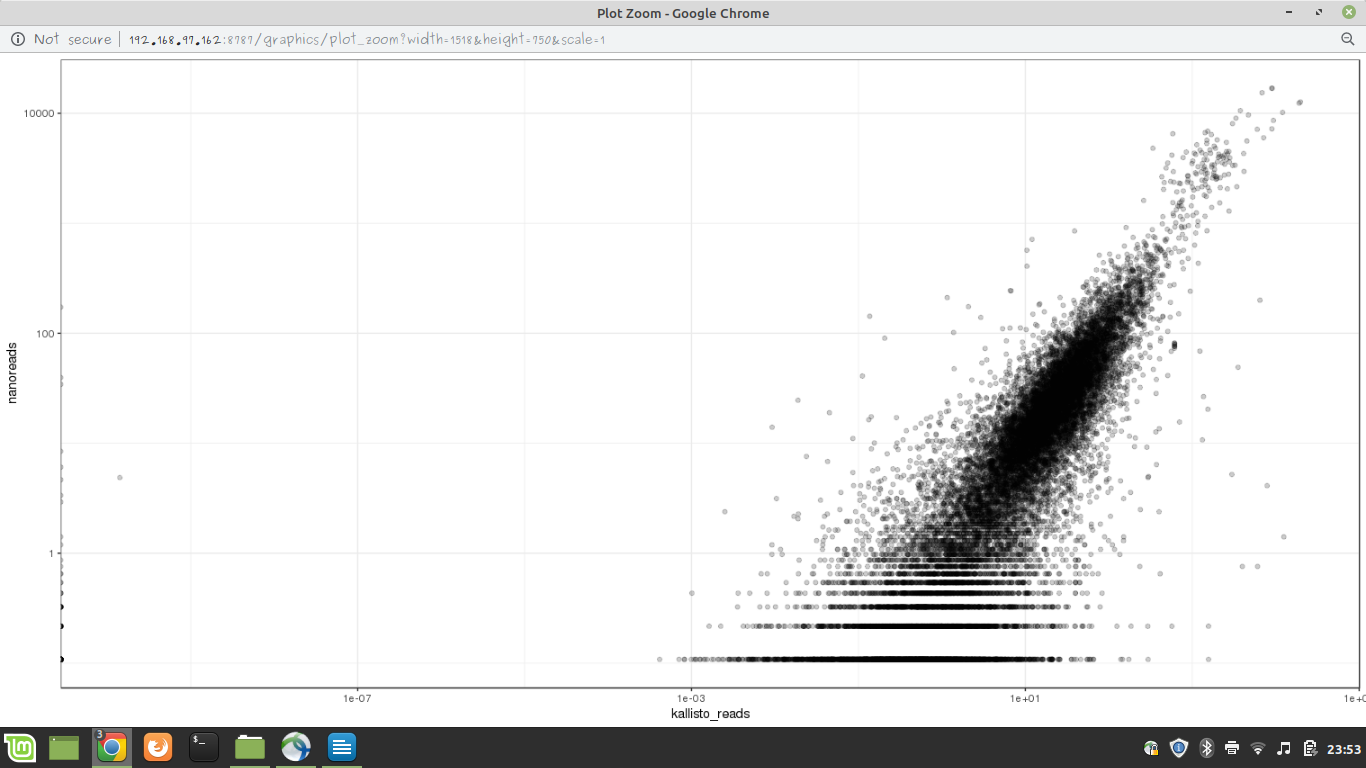 Plot Zoom - Google Chrome
Not secure | 192.168.97.162:8787/graphics/plot_zoom?width=1518&height=750&scale=1
10000
100
1
nanoreads
1e-07 1e-03 1e+01 1e+0
kallisto_reads
3
$_
23:53